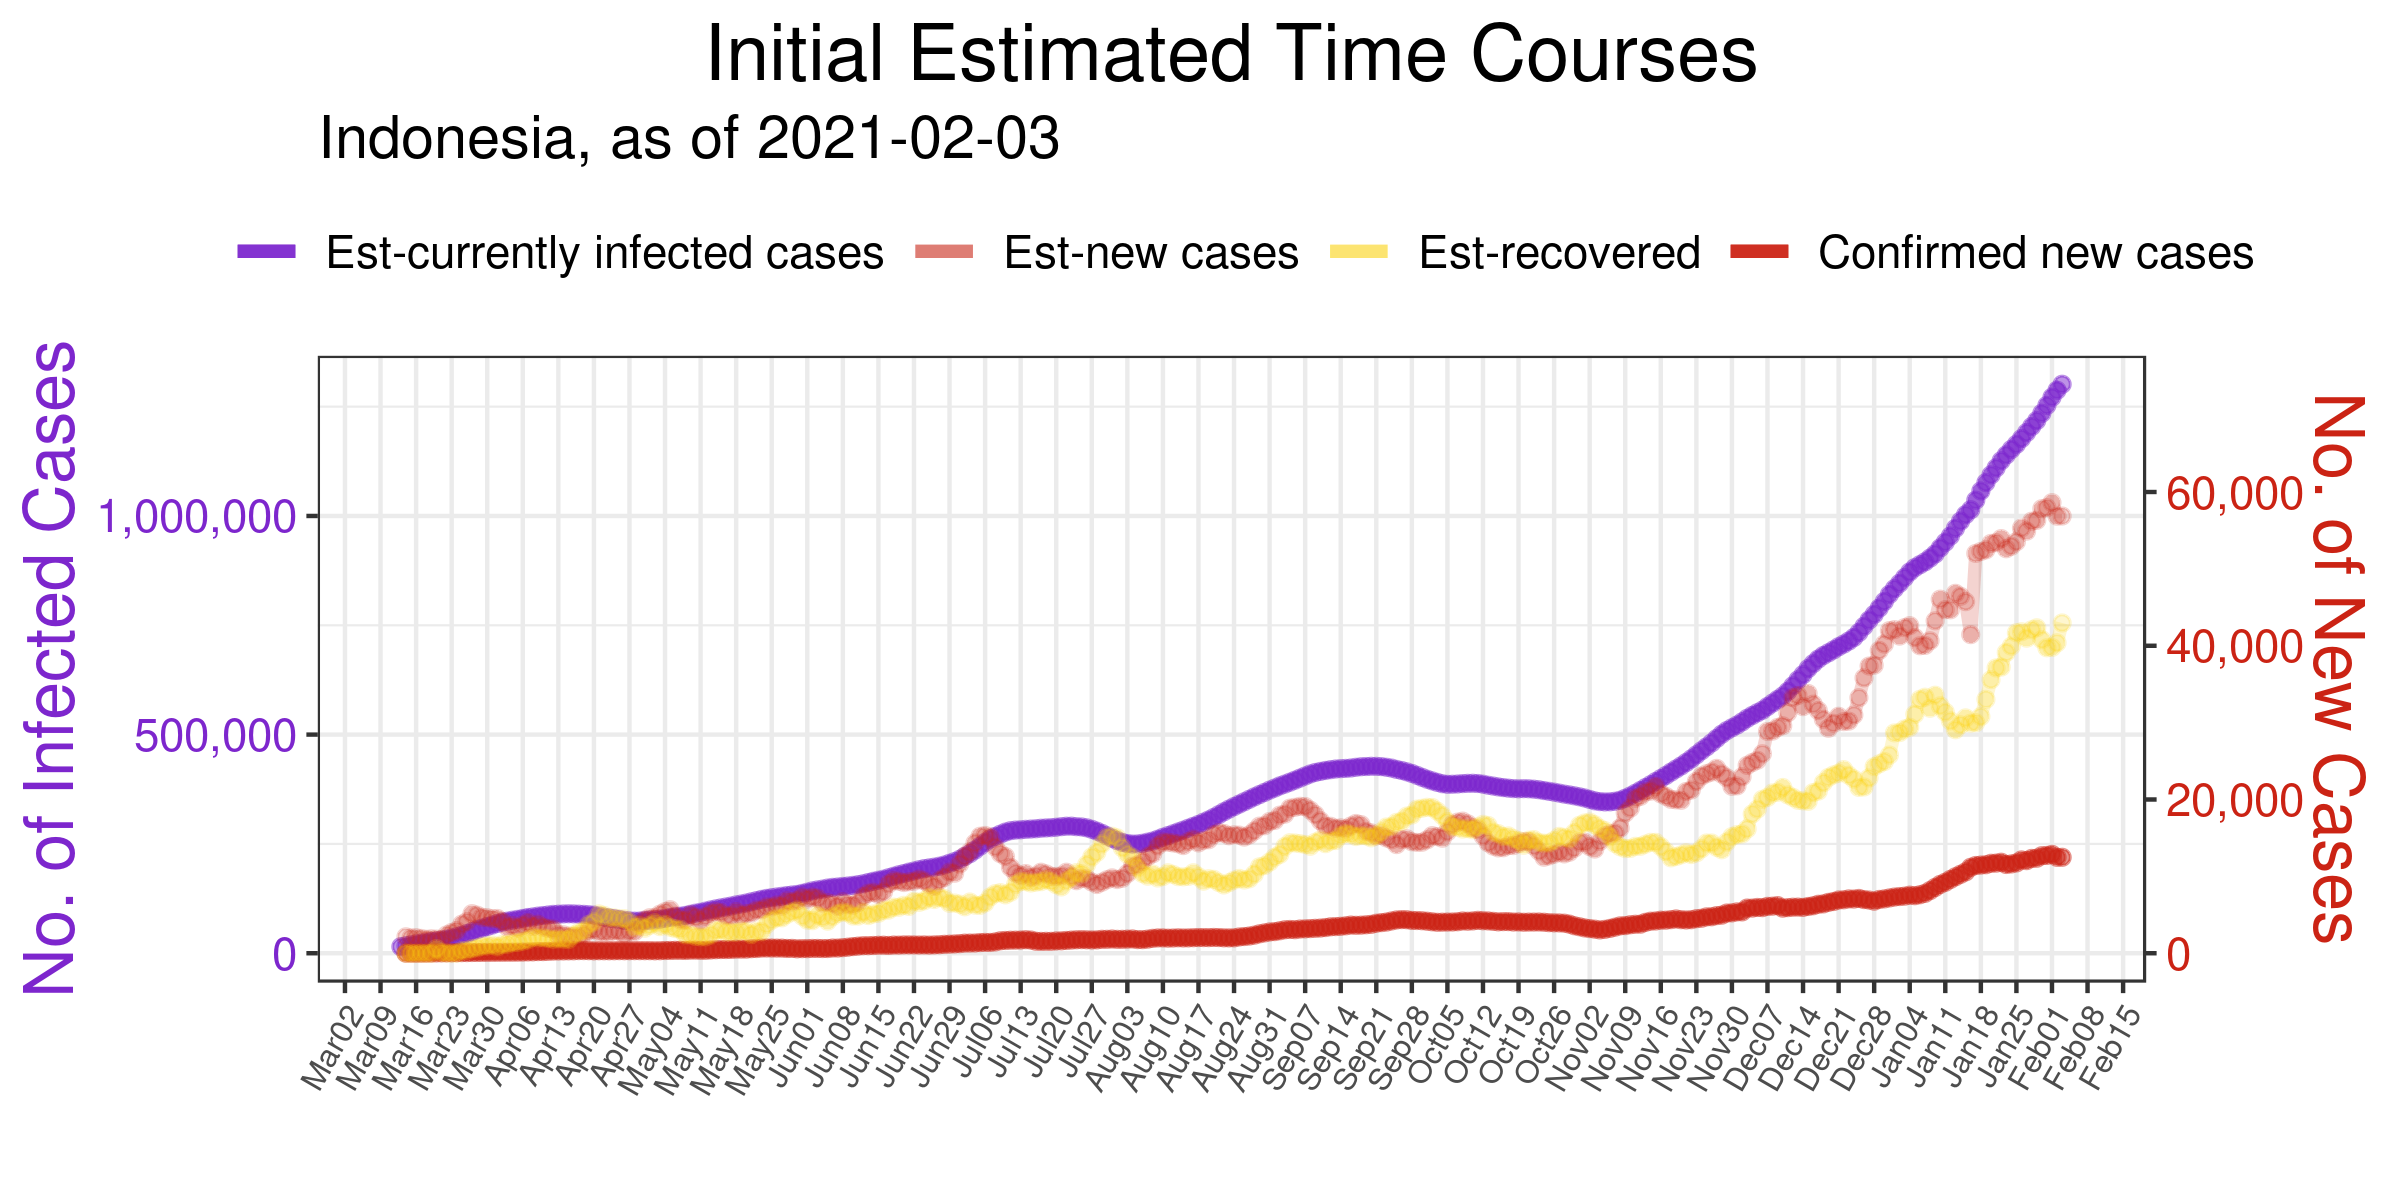 Initial Estimated Time Courses
Indonesia, as of 2021-02-03
Est-currently infected cases Est-new cases Est-recovered Confirmed new cases
No. of Infected Cases
1,000,000
500,000
0
60,000
40,000
20,000
0
No. of New Cases
Mar02 Mar09 Mar16 Mar23 Mar30 Apr06 Apr13 Apr20 Apr27 May04 May11 May18 May25 Jun01 Jun08 Jun15 Jun22 Jun29 Jul06 Jul13 Jul20 Jul27 Aug03 Aug10 Aug17 Aug24 Aug31 Sep07 Sep14 Sep21 Sep28 Oct05 Oct12 Oct19 Oct26 Nov02 Nov09 Nov16 Nov23 Nov30 Dec07 Dec14 Dec21 Dec28 Jan04 Jan11 Jan18 Jan25 Feb01 Feb08 Feb15